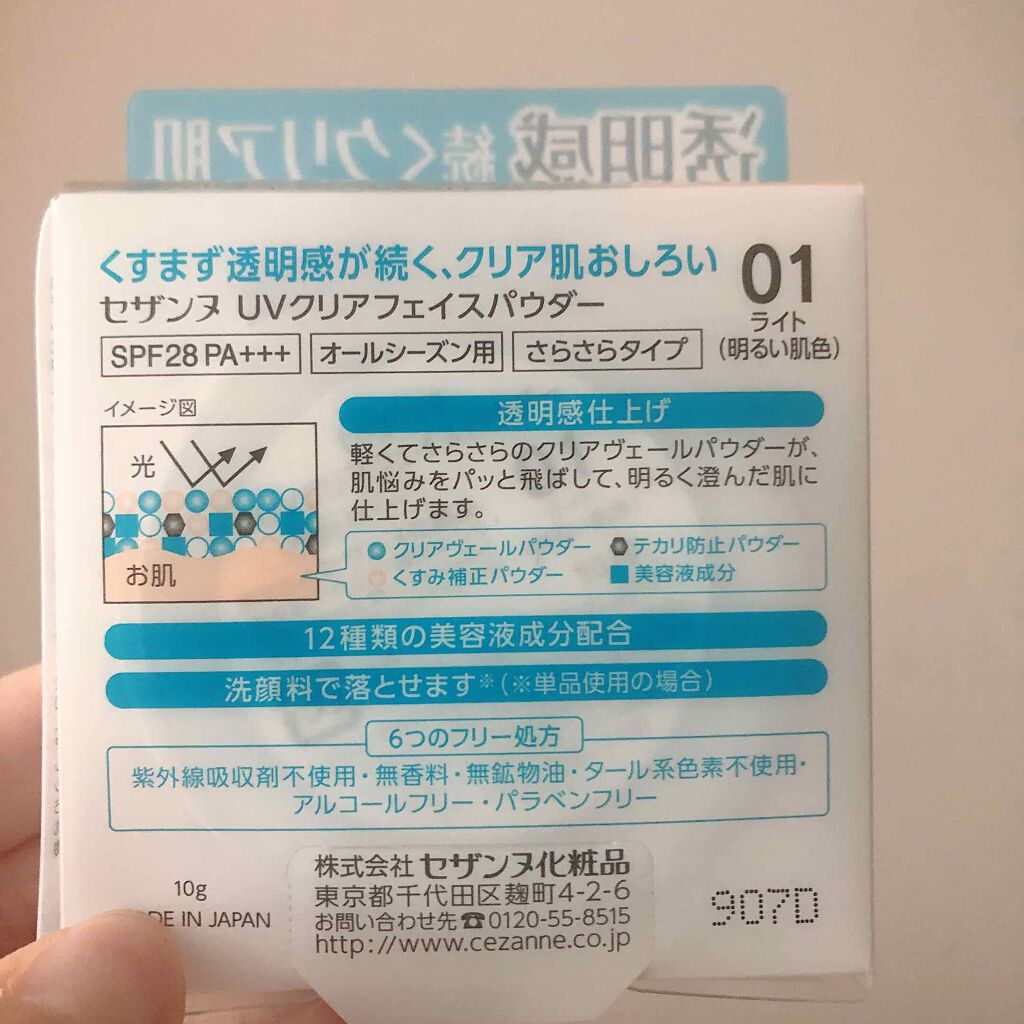 透明感続くクリア肌
くすまず透明感が続く、クリア肌おしろい
セザンヌ UVクリアフェイスパウダー
01
ライト
(明るい肌色)
SPF28 PA+++
オールシーズン用
さらさらタイプ
イメージ図
光
お肌
透明感仕上げ
軽くてさらさらのクリアヴェールパウダーが、
肌悩みをパッと飛ばして、明るく澄んだ肌に
仕上げます。
クリアヴェールパウダー
テカリ防止パウダー
くすみ補正パウダー
美容液成分
12種類の美容液成分配合
洗顔料で落とせます※(※単品使用の場合)
6つのフリー処方
紫外線吸収剤不使用・無香料・無鉱物油・タール系色素不使用・
アルコールフリー・パラベンフリー
10g
DE IN JAPAN
株式会社 セザンヌ化粧品
東京都千代田区麹町4-2-6
お問い合わせ先☎0120-55-8515
http://www.cezanne.co.jp
907D